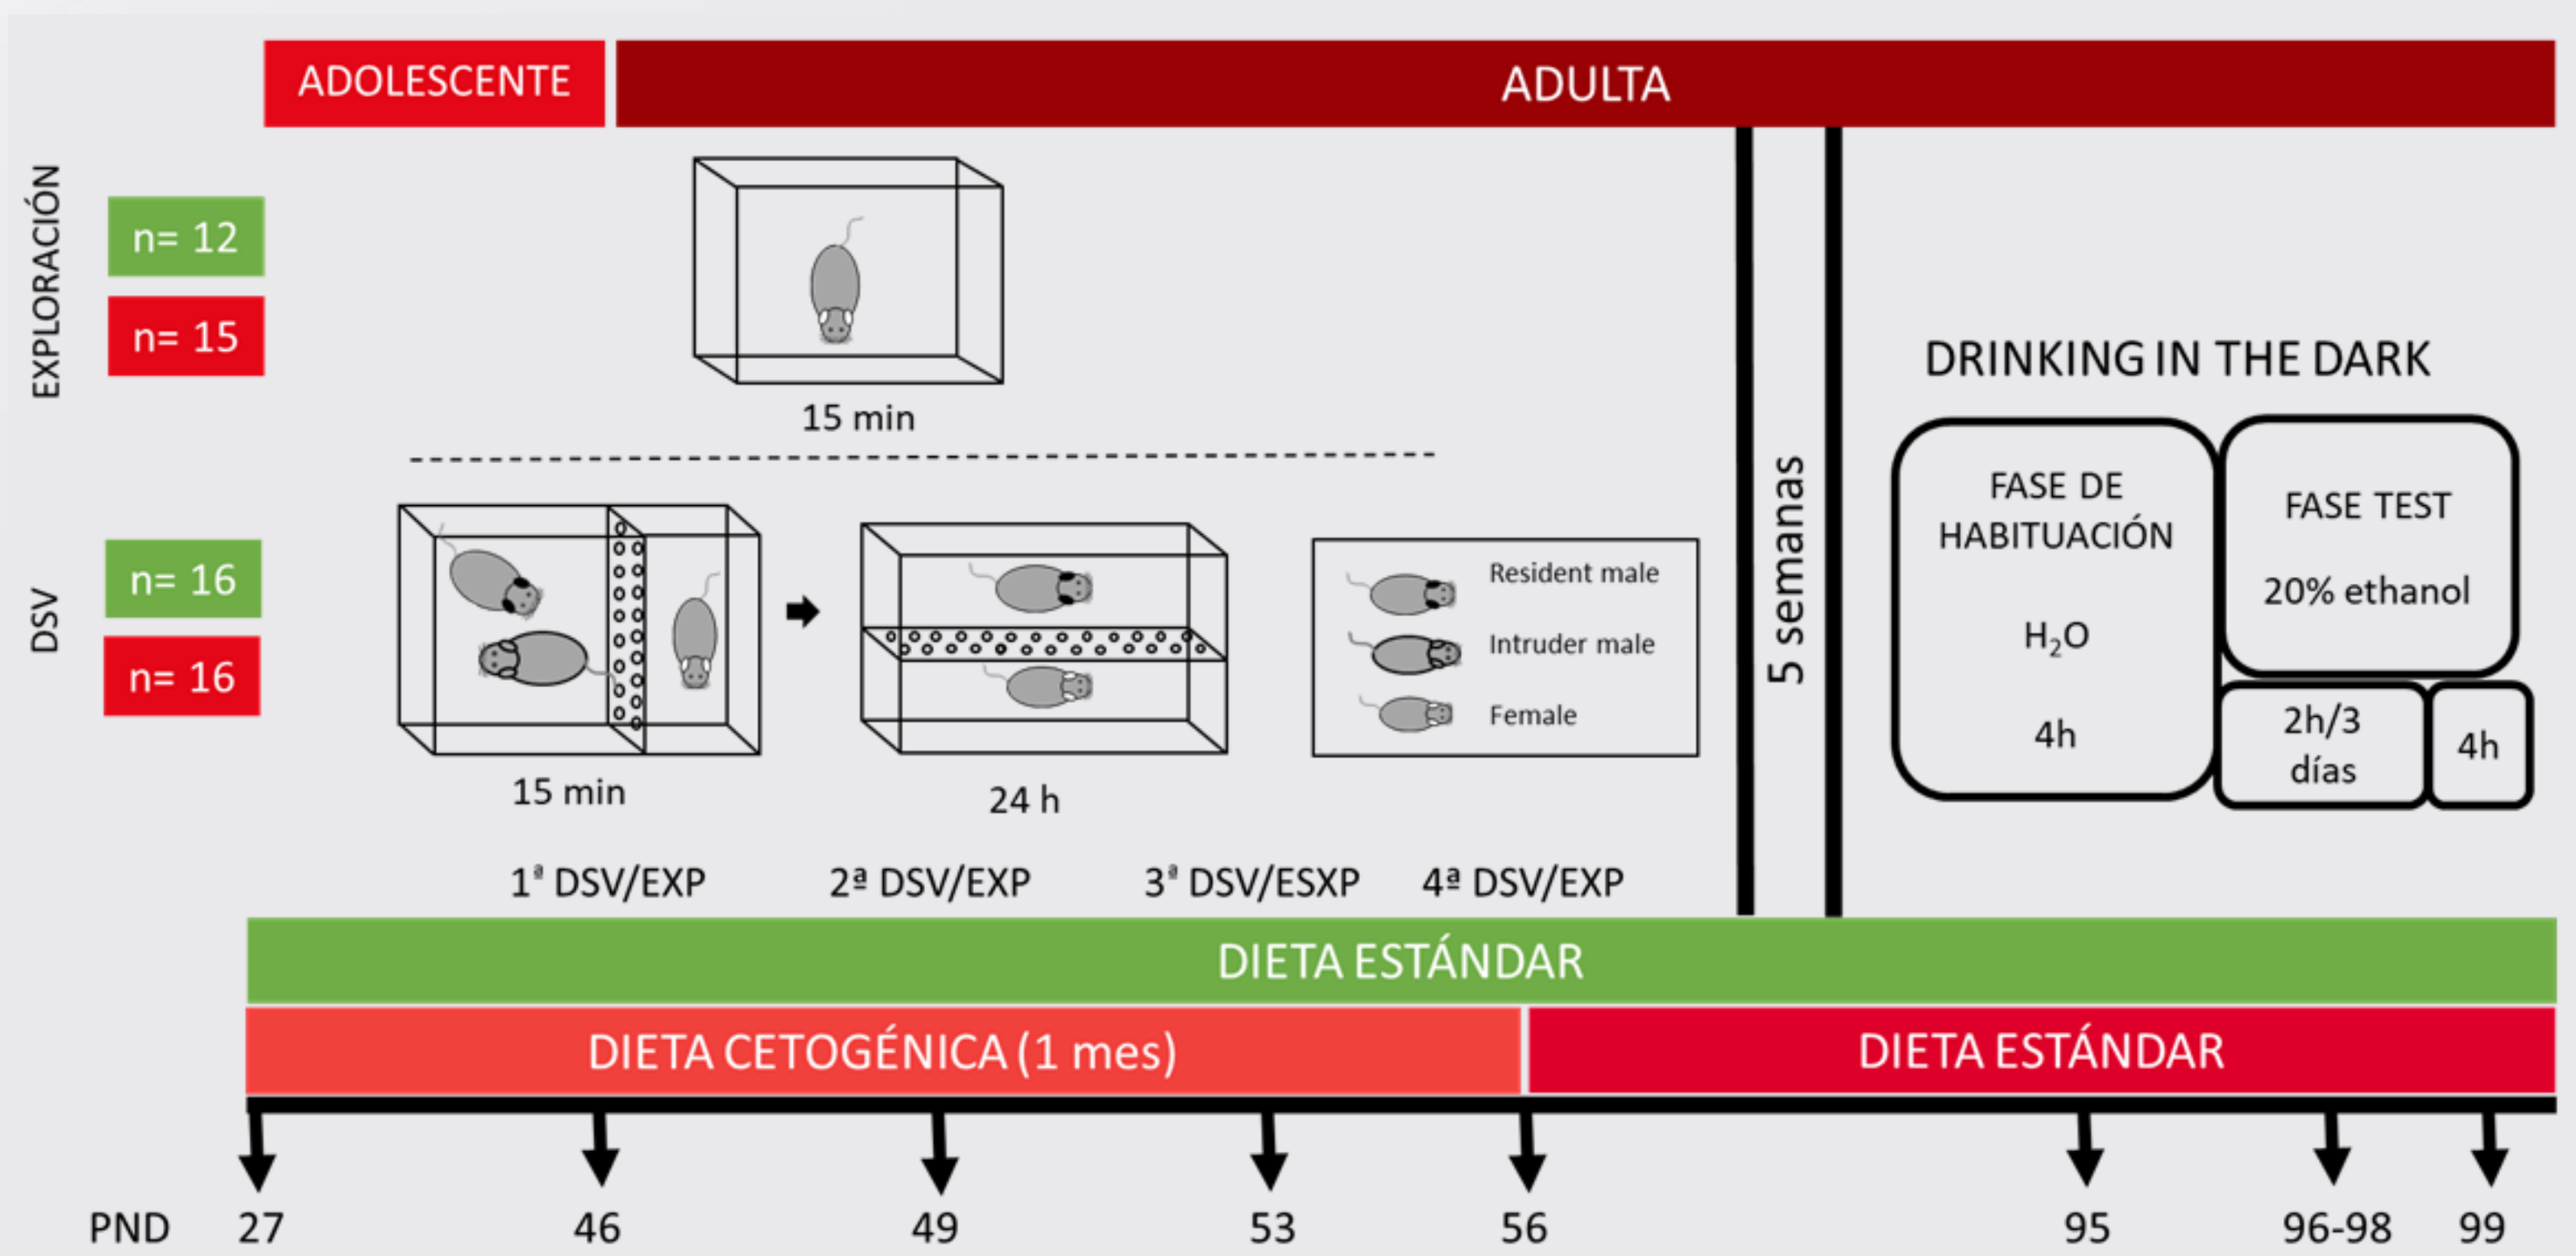 ADOLESCENTE
ADULTA
EXPLORACIÓN
n= 12
n= 15
15 min
DSV
n= 16
n= 16
15 min
24 h
Resident male
Intruder male
Female
5 semanas
DRINKING IN THE DARK
FASE DE
HABITUACIÓN
H₂O
4h
FASE TEST
20% ethanol
2h/3
días
4h
1ª DSV/EXP
2ª DSV/EXP
3ª DSV/ESXP
4ª DSV/EXP
DIETA ESTÁNDAR
DIETA CETOGÉNICA (1 mes)
DIETA ESTÁNDAR
PND 27 46 49 53 56 95 96-98 99